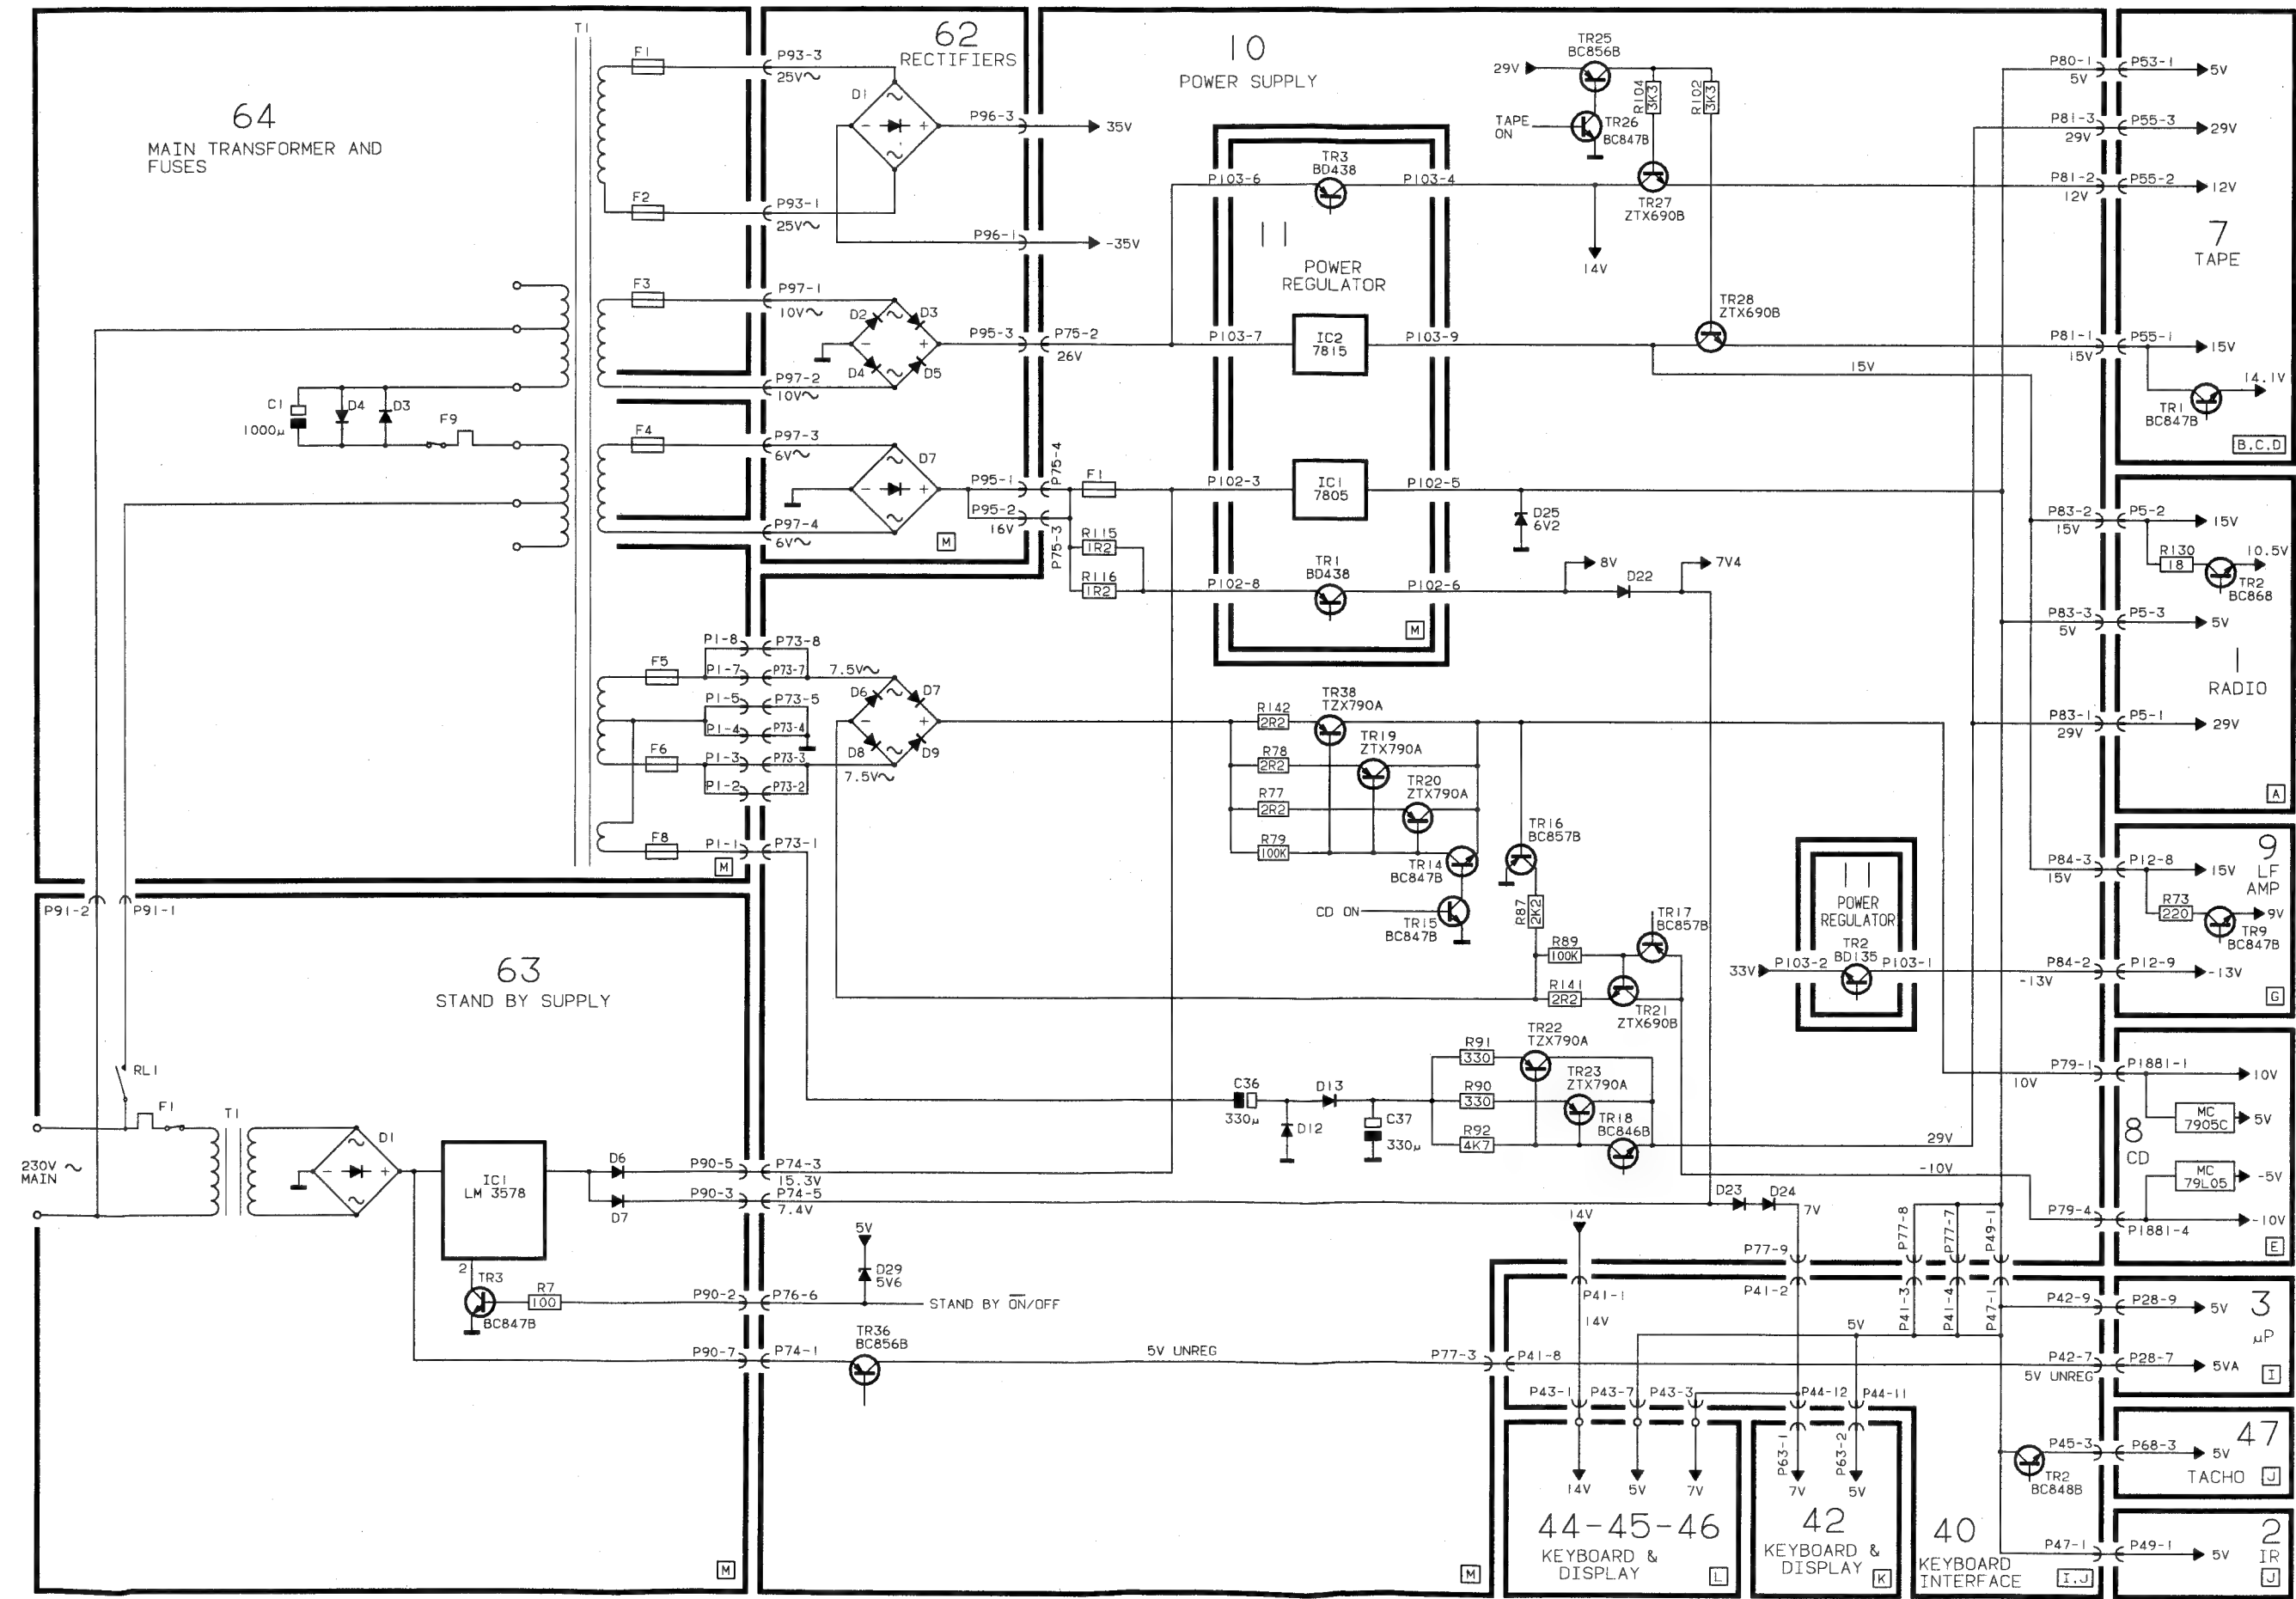 64
MAIN TRANSFORMER AND
FUSES
T1
F1
F2
F3
F4
C1
1000µ
D4
D3
F9
F5
F6
F8
P1-8
P1-7
P1-5
P1-4
P1-3
P1-2
P1-1
M
62
RECTIFIERS
P93-3
25V~
D1
P96-3
P93-1
25V~
P96-1
P97-1
10V~
D2
D3
D4
D5
P95-3
P97-2
10V~
P97-3
6V~
D7
P95-1
P95-2
16V
P97-4
6V~
M
10
POWER SUPPLY
35V
-35V
P75-2
26V
P75-4
P75-3
F1
R115
1R2
R116
1R2
29V
TR25
BC856B
TAPE
ON
TR26
BC847B
R104
3K3
R102
3K3
TR27
ZTX690B
14V
TR28
ZTX690B
15V
11
POWER
REGULATOR
P103-6
TR3
BD438
P103-4
P103-7
IC2
7815
P103-9
P102-3
IC1
7805
P102-5
P102-8
TR1
BD438
P102-6
M
D25
6V2
8V
D22
7V4
P73-8
P73-7
P73-5
P73-4
P73-3
P73-2
P73-1
7.5V~
7.5V~
D6
D7
D8
D9
R142
2R2
TR38
TZX790A
R78
2R2
TR19
ZTX790A
R77
2R2
TR20
ZTX790A
R79
100K
TR14
BC847B
CD ON
TR15
BC847B
TR16
BC857B
R87
2K2
R89
100K
TR17
BC857B
R141
2R2
TR21
ZTX690B
33V
P103-2
11
POWER
REGULATOR
TR2
BD135
P103-1
C36
330µ
D12
D13
C37
330µ
R91
330
TR22
TZX790A
R90
330
TR23
ZTX790A
R92
4K7
TR18
BC846B
29V
-10V
10V
D23
D24
7V
P80-1
5V
P81-3
29V
P81-2
12V
P81-1
15V
P83-2
15V
P83-3
5V
P83-1
29V
P84-3
15V
P84-2
-13V
P79-1
P79-4
P77-8
P77-7
P49-1
P77-9
P77-3
P74-3
15.3V
P74-5
7.4V
5V
D29
5V6
P76-6
STAND BY ON/OFF
P74-1
TR36
BC856B
5V UNREG
M
P91-2
P91-1
63
STAND BY SUPPLY
RL1
F1
T1
230V ~
MAIN
D1
IC1
LM 3578
2
TR3
BC847B
R7
100
D6
D7
P90-5
P90-3
P90-2
P90-7
M
P53-1
5V
P55-3
29V
P55-2
12V
7
TAPE
P55-1
15V
TR1
BC847B
14.1V
B.C.D
P5-2
15V
R130
18
10.5V
TR2
BC868
P5-3
5V
1
RADIO
P5-1
29V
A
9
LF
AMP
P12-8
15V
R73
220
9V
TR9
BC847B
P12-9
-13V
G
P1881-1
10V
MC
7905C
5V
8
CD
MC
79L05
-5V
P1881-4
-10V
E
14V
P41-1
14V
P41-2
P41-3
P41-4
P47-1
P41-8
5V
P43-1
P43-7
P43-3
P44-12
P44-11
P42-9
P42-7
5V UNREG
P45-3
TR2
BC848B
P47-1
40
KEYBOARD
INTERFACE
I.J
14V
5V
7V
44-45-46
KEYBOARD &
DISPLAY
L
P63-1
P63-2
7V
5V
42
KEYBOARD &
DISPLAY
K
P28-9
5V
3
µP
P28-7
5VA
I
P68-3
5V
47
TACHO
J
P49-1
5V
2
IR
J